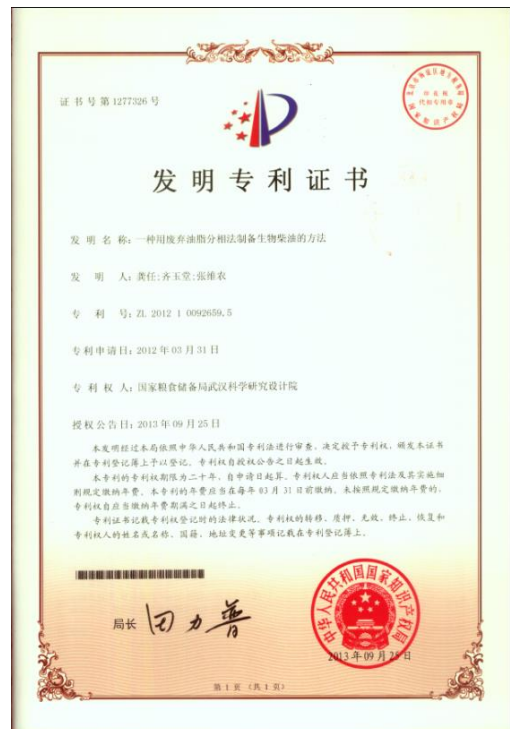 证书号第1277326号
印花税
代扣专用章
发明专利证书
发 明 名 称：一种用废弃油脂分相法制备生物柴油的方法
发 明 人：龚任;齐玉堂;张维农
专 利 号：ZL 2012 1 0092659.5
专利申请日：2012年03月31日
专 利 权 人：国家粮食储备局武汉科学研究设计院
授权公告日：2013年09月25日
本发明经过本局依照中华人民共和国专利法进行审查，决定授予专利权，颁发本证书
并在专利登记簿上予以登记。专利权自授权公告之日起生效。
本专利的专利权期限为二十年，自申请日起算。专利权人应当依照专利法及其实施细
则规定缴纳年费。本专利的年费应当在每年03月31日前缴纳。未按照规定缴纳年费的，
专利权自应当缴纳年费期满之日起终止。
专利证书记载专利权登记时的法律状况。专利权的转移、质押、无效、终止、恢复和
专利权人的姓名或名称、国籍、地址变更等事项记载在专利登记簿上。
局长 田力普
中华人民共和国国家知识产权局
2013年09月25日
第1页（共1页）